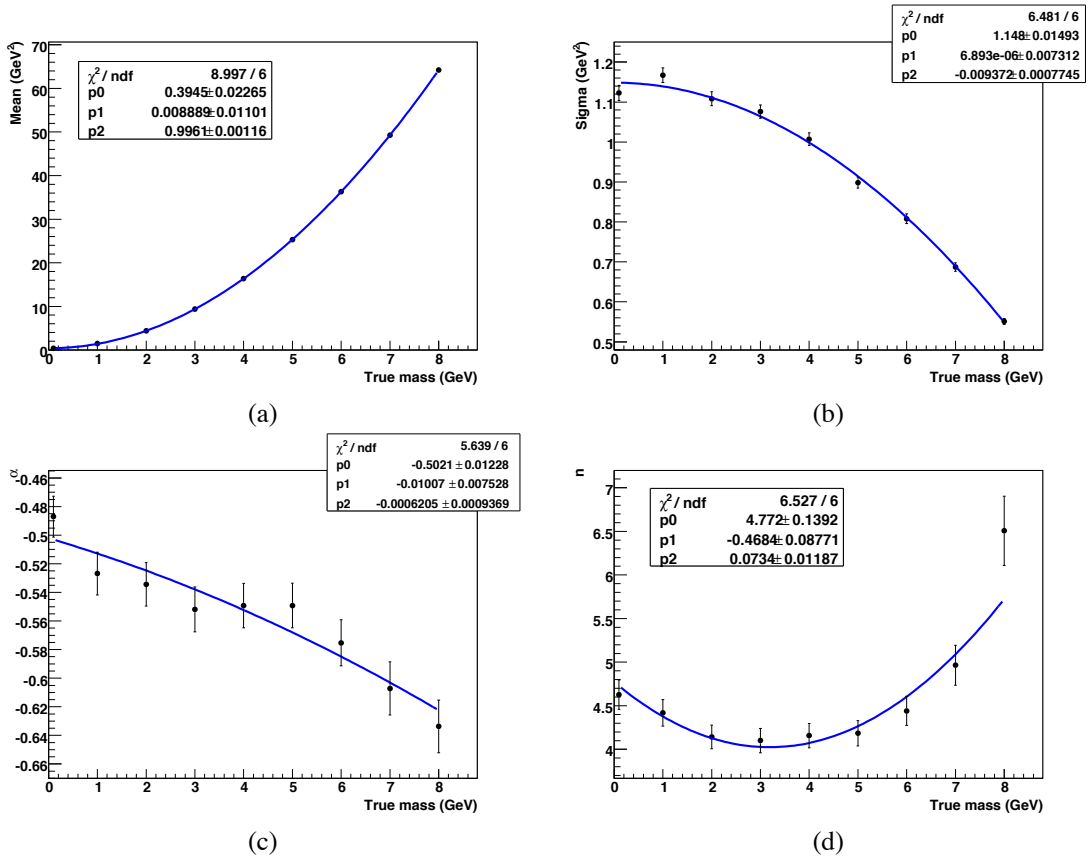 Mean (GeV²)
70
60
50
40
30
20
10
0
χ² / ndf 8.997 / 6
p0 0.3945± 0.02265
p1 0.008889± 0.01101
p2 0.9961± 0.00116
0 1 2 3 4 5 6 7 8
True mass (GeV)
(a)
Sigma (GeV²)
1.2
1.1
1
0.9
0.8
0.7
0.6
0.5
χ² / ndf 6.481 / 6
p0 1.148± 0.01493
p1 6.893e-06± 0.007312
p2 -0.009372± 0.0007745
0 1 2 3 4 5 6 7 8
True mass (GeV)
(b)
α
-0.46
-0.48
-0.5
-0.52
-0.54
-0.56
-0.58
-0.6
-0.62
-0.64
-0.66
χ² / ndf 5.639 / 6
p0 -0.5021 ± 0.01228
p1 -0.01007 ± 0.007528
p2 -0.0006205 ± 0.0009369
0 1 2 3 4 5 6 7 8
True mass (GeV)
(c)
n
7
6.5
6
5.5
5
4.5
4
χ² / ndf 6.527 / 6
p0 4.772± 0.1392
p1 -0.4684± 0.08771
p2 0.0734± 0.01187
0 1 2 3 4 5 6 7 8
True mass (GeV)
(d)